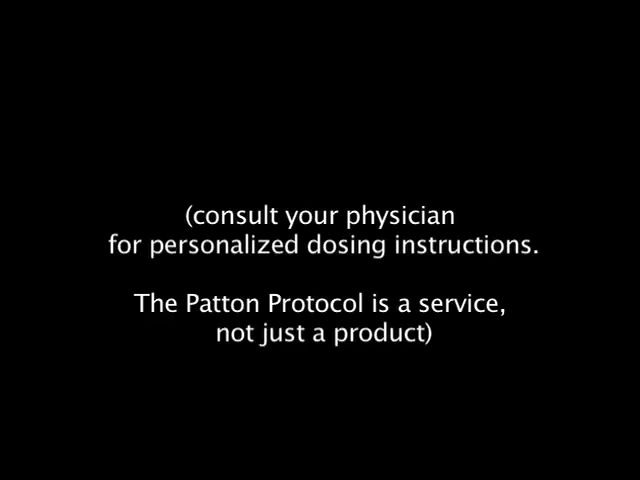 (consult your physician
for personalized dosing instructions.
The Patton Protocol is a service,
not just a product)